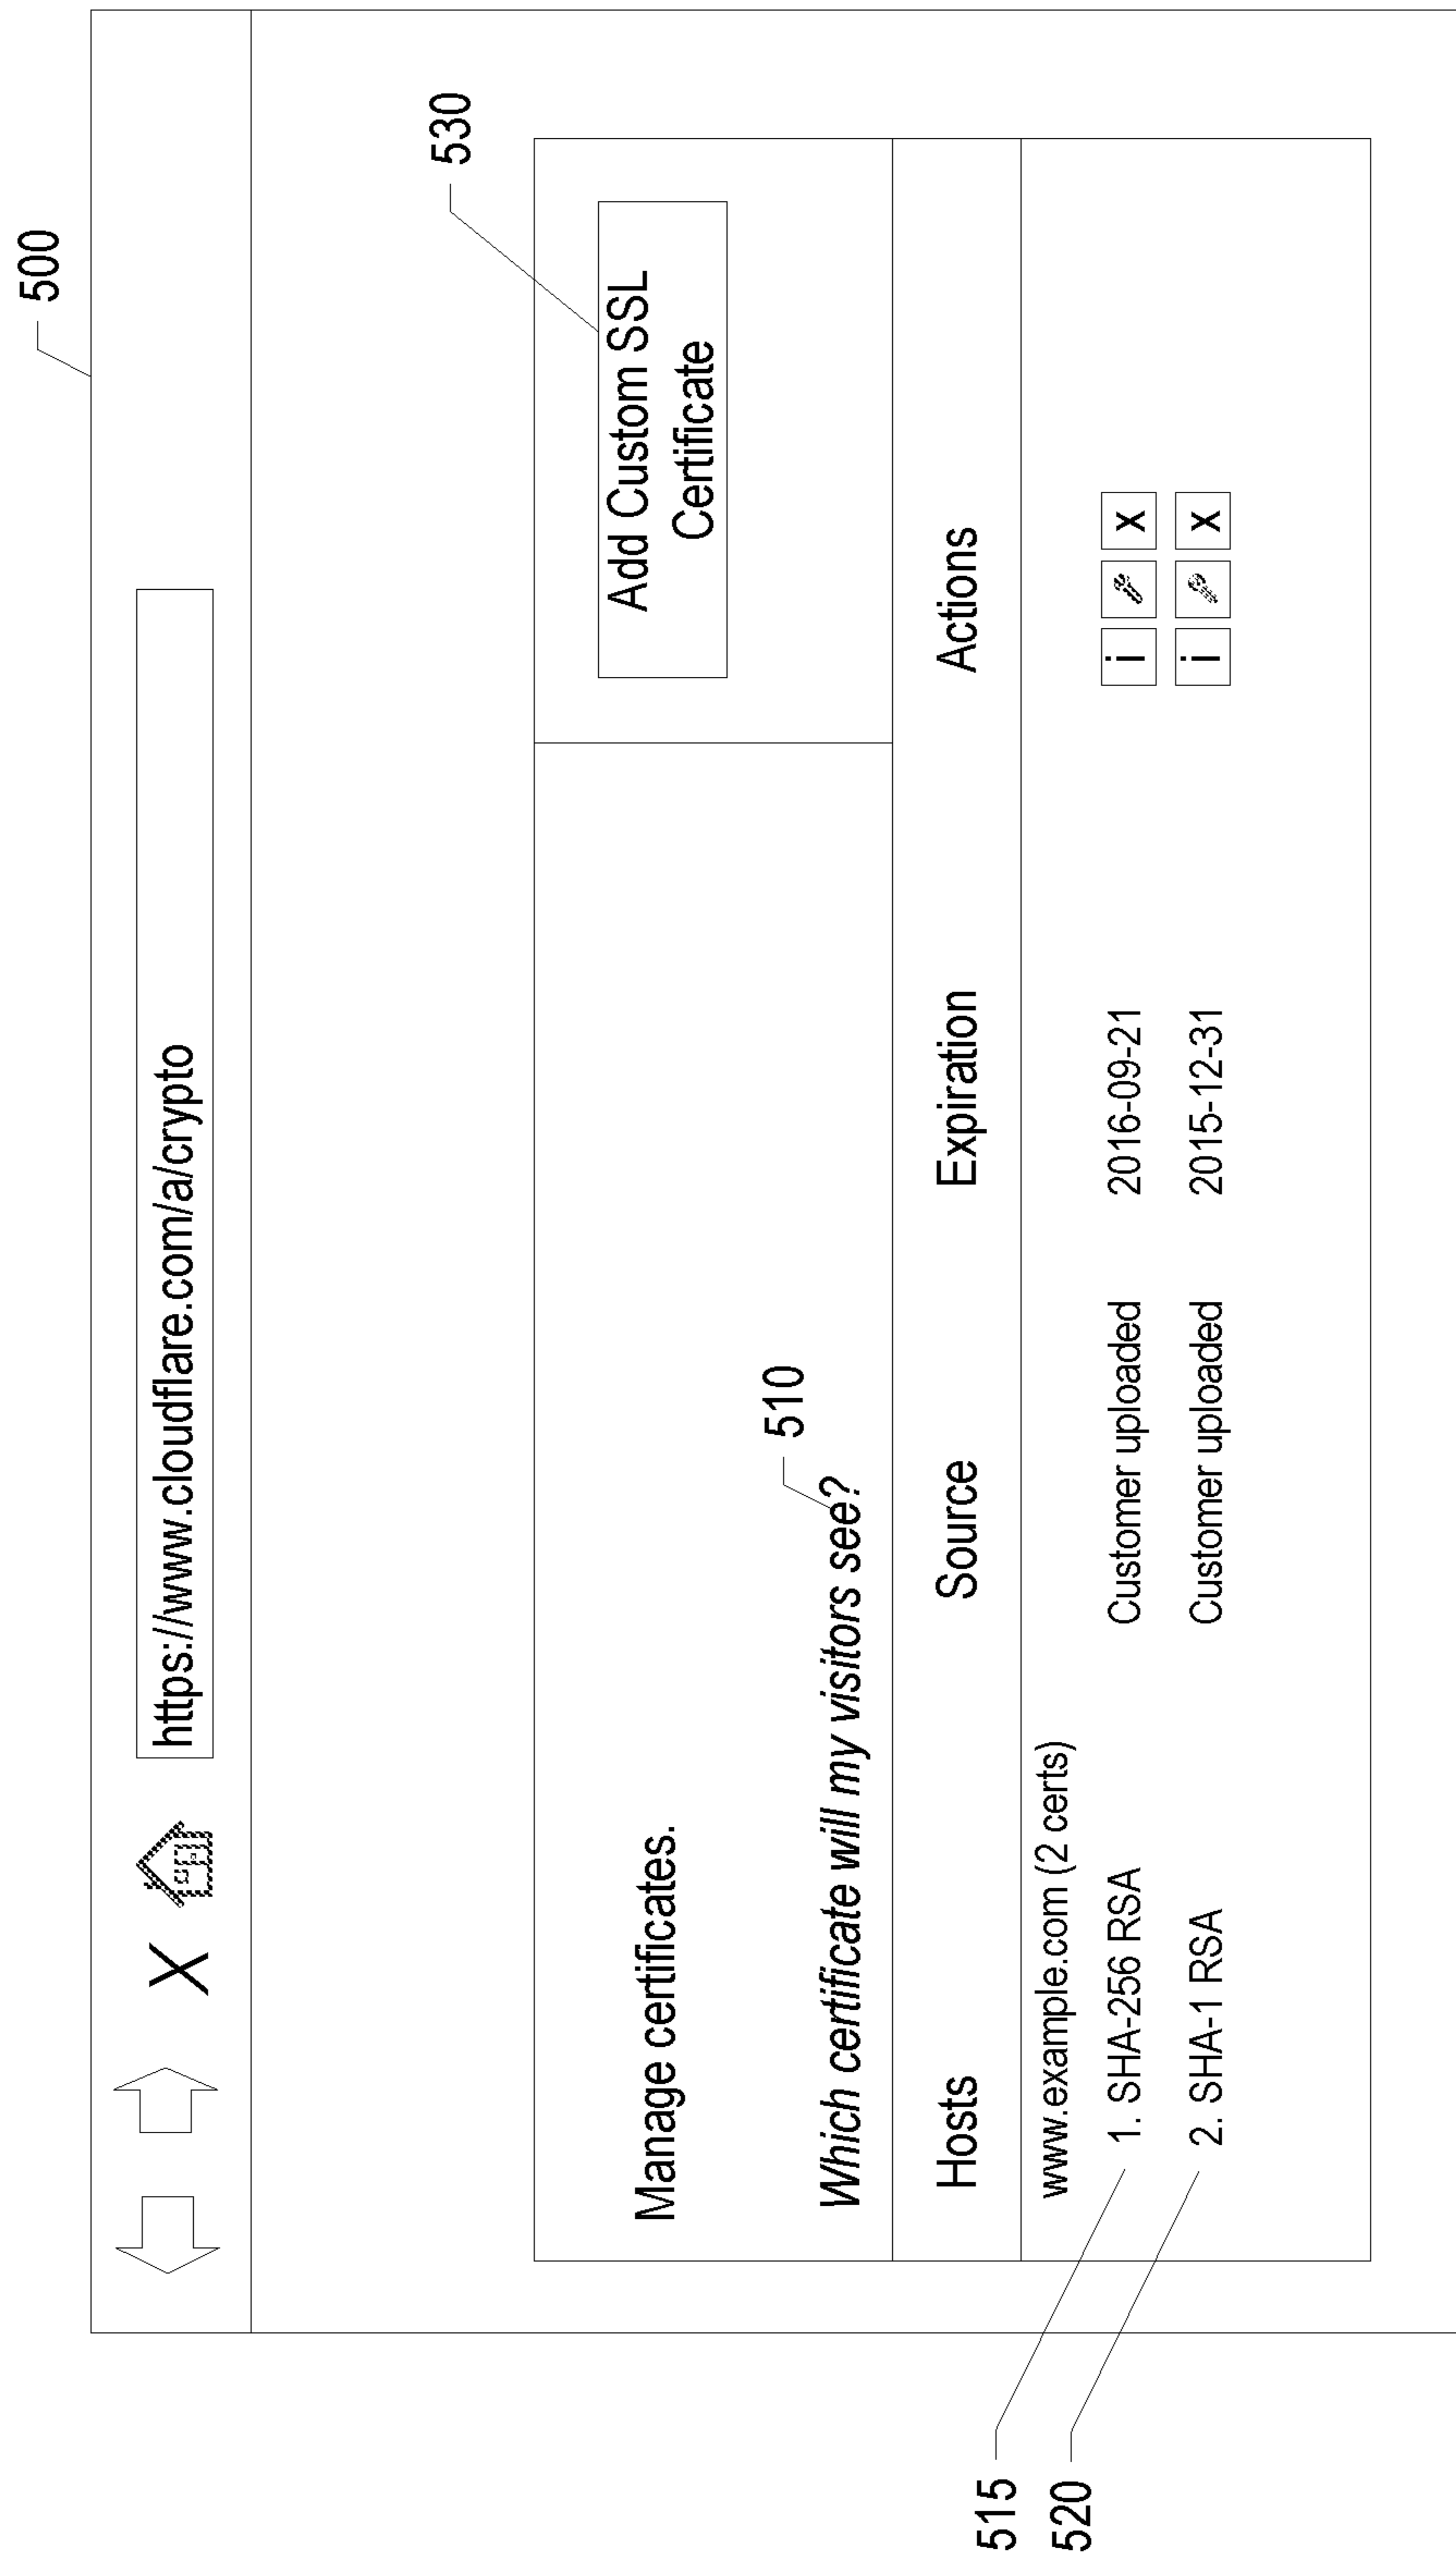 500
X
https://www.cloudflare.com/a/crypto
530
Manage certificates.
Add Custom SSL
Certificate
510
Which certificate will my visitors see?
Hosts Source Expiration Actions
www.example.com (2 certs)
515
1. SHA-256 RSA Customer uploaded 2016-09-21 i x
520
2. SHA-1 RSA Customer uploaded 2015-12-31 i x